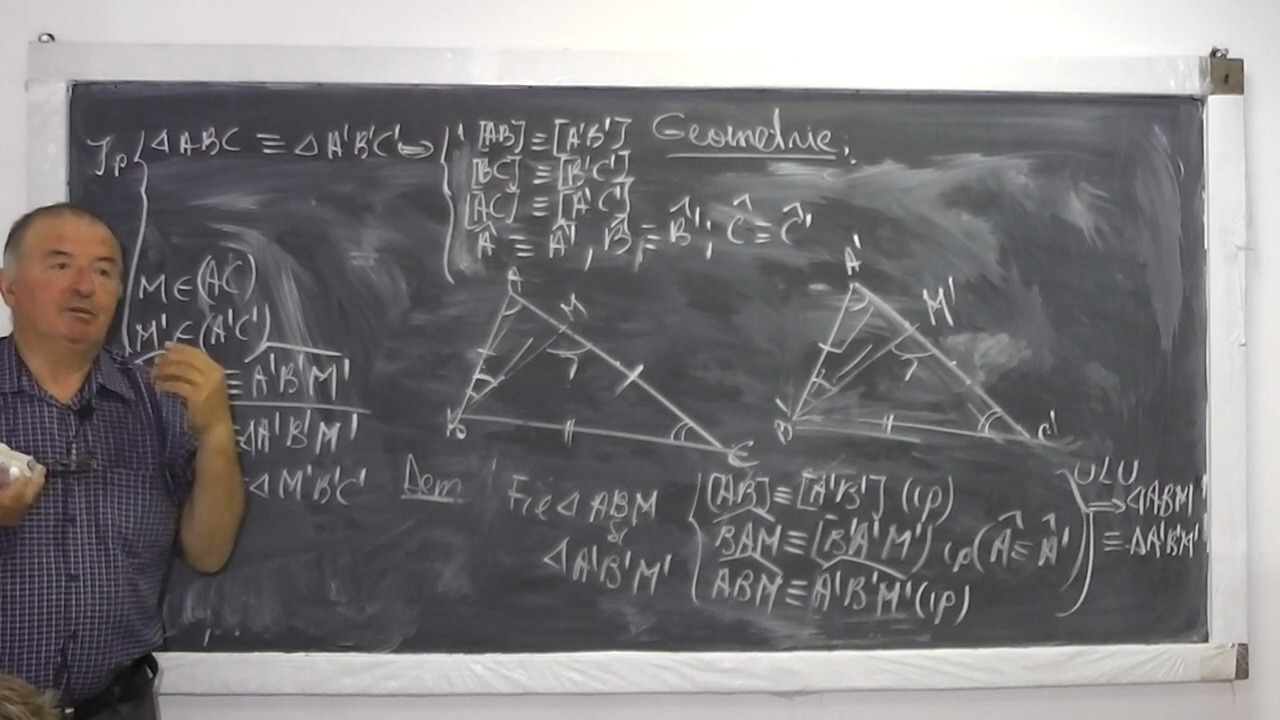 Geometrie;
Ip { △ABC ≡ △A'B'C' ⇔ { [AB] ≡ [A'B']
[BC] ≡ [B'C']
[AC] ≡ [A'C']
Â ≡ Â', B̂ ≡ B̂'; Ĉ ≡ Ĉ'
M ∈ (AC)
M' ∈ (A'C')
≡ A'B'M'
△A'B'M'
△M'B'C'
A M C B
A' M' C' B'
Dem
Fie △ABM
și
△A'B'M'
{ [AB] ≡ [A'B'] (ip)
BAM ≡ [B'A'M'] ip (Â ≡ Â')
ABM ≡ A'B'M' (ip)
} ULU ⇒ △ABM
≡ △A'B'M'